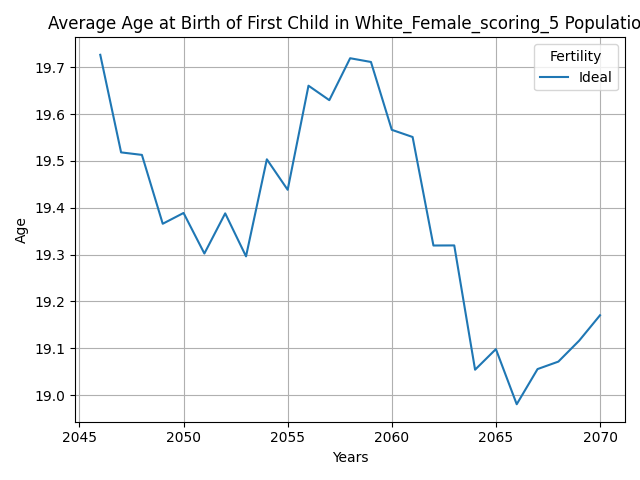 Average Age at Birth of First Child in White_Female_scoring_5 Populatio
Fertility
Ideal
Age
19.7
19.6
19.5
19.4
19.3
19.2
19.1
19.0
2045
2050
2055
2060
2065
2070
Years